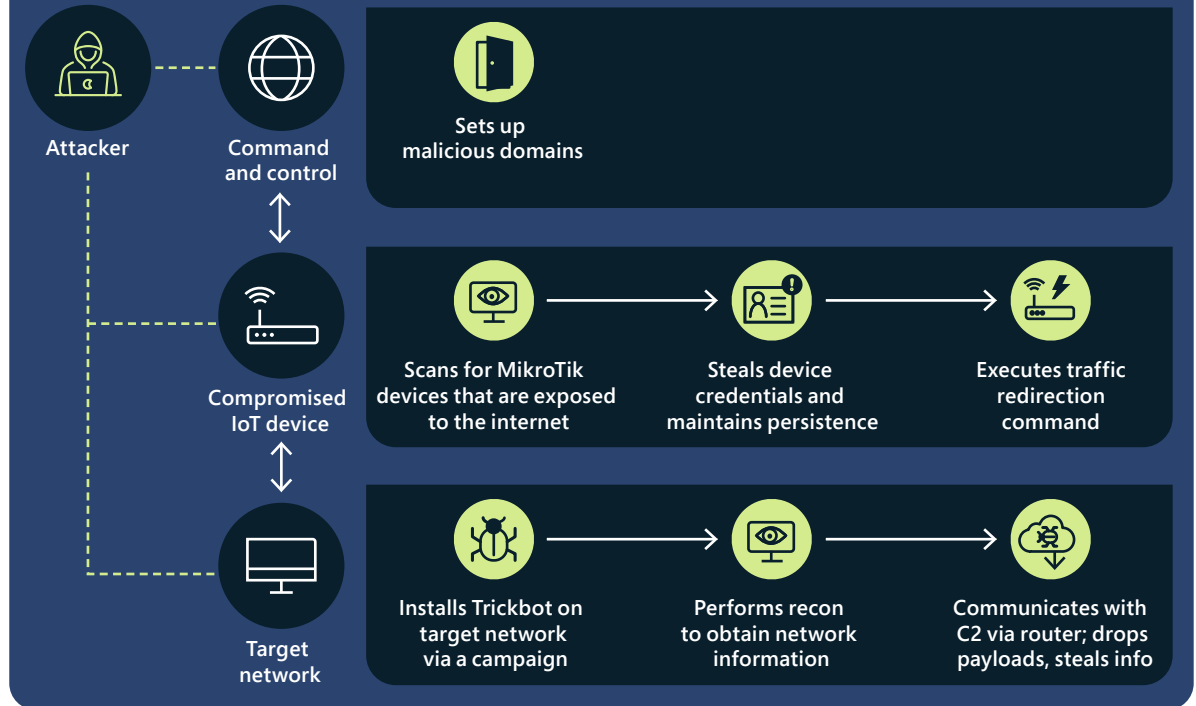 Attacker
Command
and control
Sets up
malicious domains
Compromised
IoT device
Scans for MikroTik
devices that are exposed
to the internet
Steals device
credentials and
maintains persistence
Executes traffic
redirection
command
Target
network
Installs Trickbot on
target network
via a campaign
Performs recon
to obtain network
information
Communicates with
C2 via router; drops
payloads, steals info